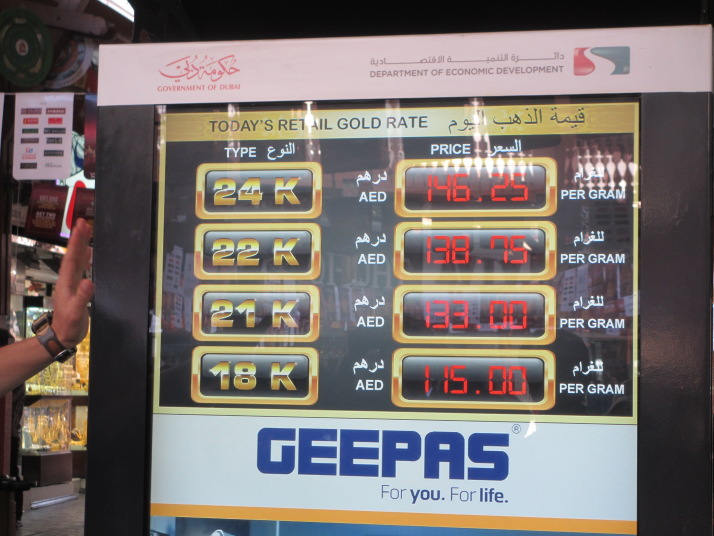 حكومة دبي
GOVERNMENT OF DUBAI
دائرة التنميــة الاقتصــادية
DEPARTMENT OF ECONOMIC DEVELOPMENT
TODAY'S RETAIL GOLD RATE قيمة الذهب اليوم
TYPE النوع PRICE السعر
24 K درهم AED 146.25 للغرام PER GRAM
22 K درهم AED 138.75 للغرام PER GRAM
21 K درهم AED 133.00 للغرام PER GRAM
18 K درهم AED 115.00 للغرام PER GRAM
GEEPAS®
For you. For life.